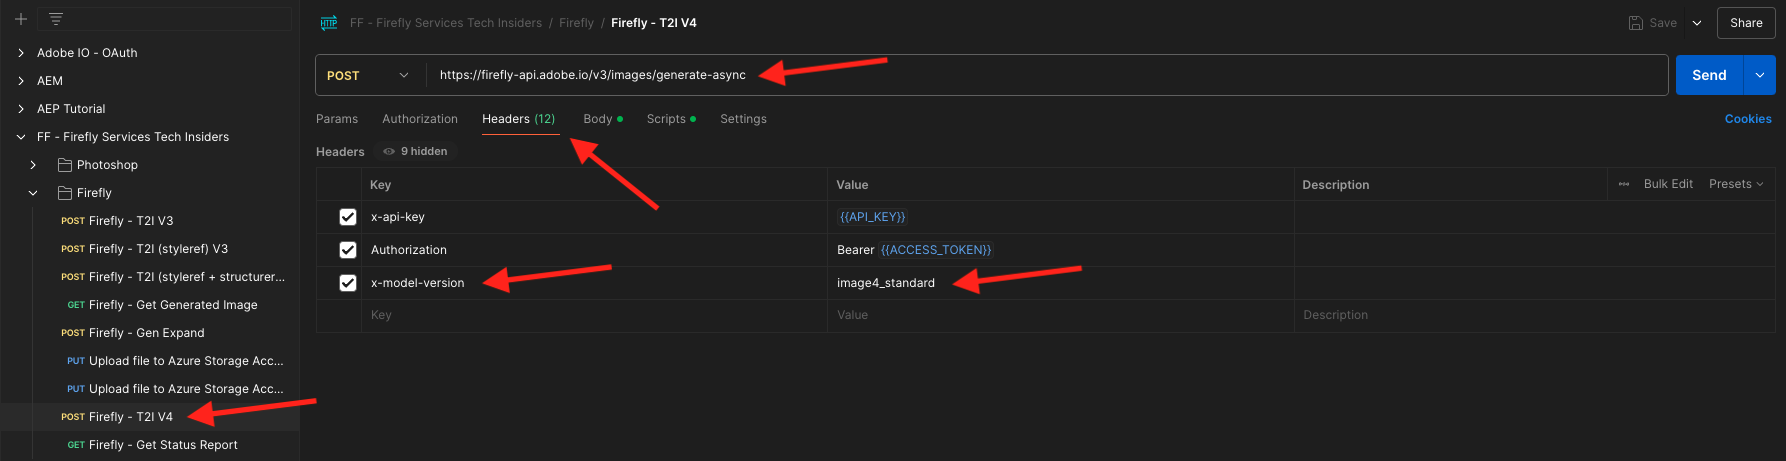 Adobe IO - OAuth
AEM
AEP Tutorial
FF - Firefly Services Tech Insiders
Photoshop
Firefly
POST Firefly - T2I V3
POST Firefly - T2I (styleref) V3
POST Firefly - T2I (styleref + structurer...
GET Firefly - Get Generated Image
POST Firefly - Gen Expand
PUT Upload file to Azure Storage Acc...
PUT Upload file to Azure Storage Acc...
POST Firefly - T2I V4
GET Firefly - Get Status Report
HTTP FF - Firefly Services Tech Insiders / Firefly / Firefly - T2I V4 Save Share
POST https://firefly-api.adobe.io/v3/images/generate-async Send
Params Authorization Headers (12) Body Scripts Settings Cookies
Headers 9 hidden
Key Value Description Bulk Edit Presets
x-api-key {{API_KEY}}
Authorization Bearer {{ACCESS_TOKEN}}
x-model-version image4_standard
Key Value Description